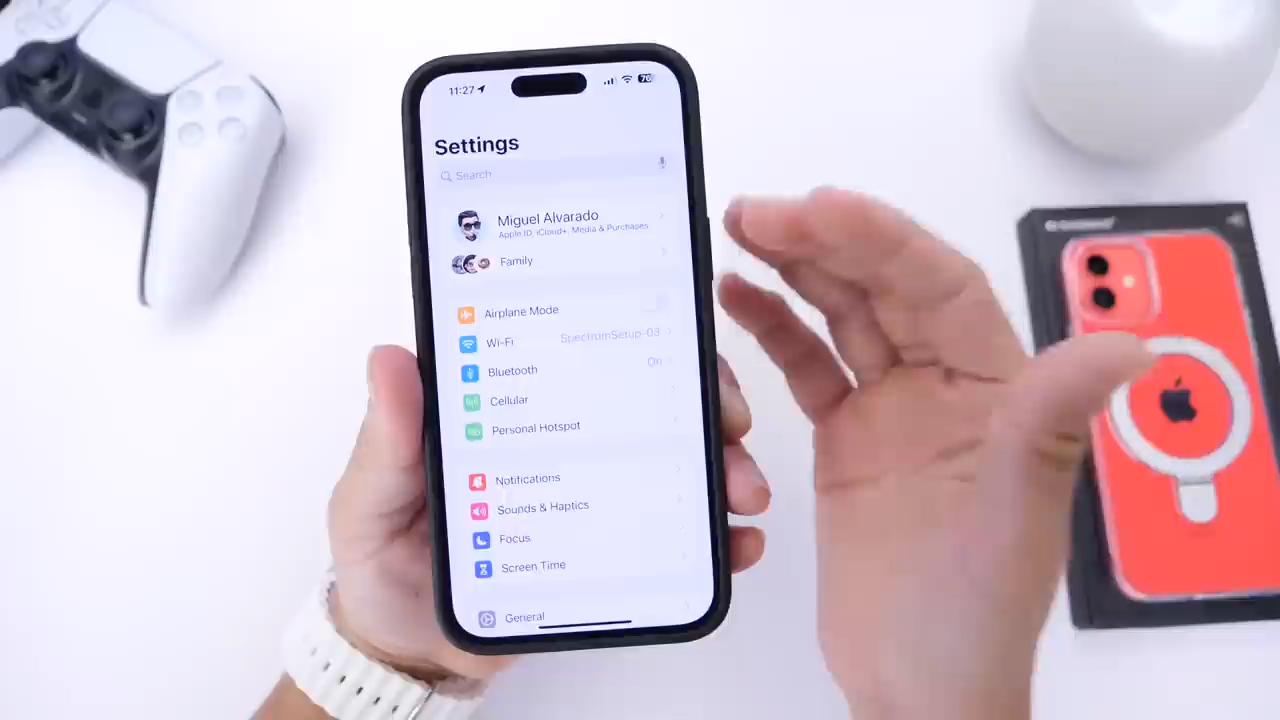 11:27
70
Settings
Search
Miguel Alvarado
Apple ID, iCloud+, Media & Purchases
Family
Airplane Mode
Wi-Fi SpectrumSetup-03
Bluetooth On
Cellular
Personal Hotspot
Notifications
Sounds & Haptics
Focus
Screen Time
General